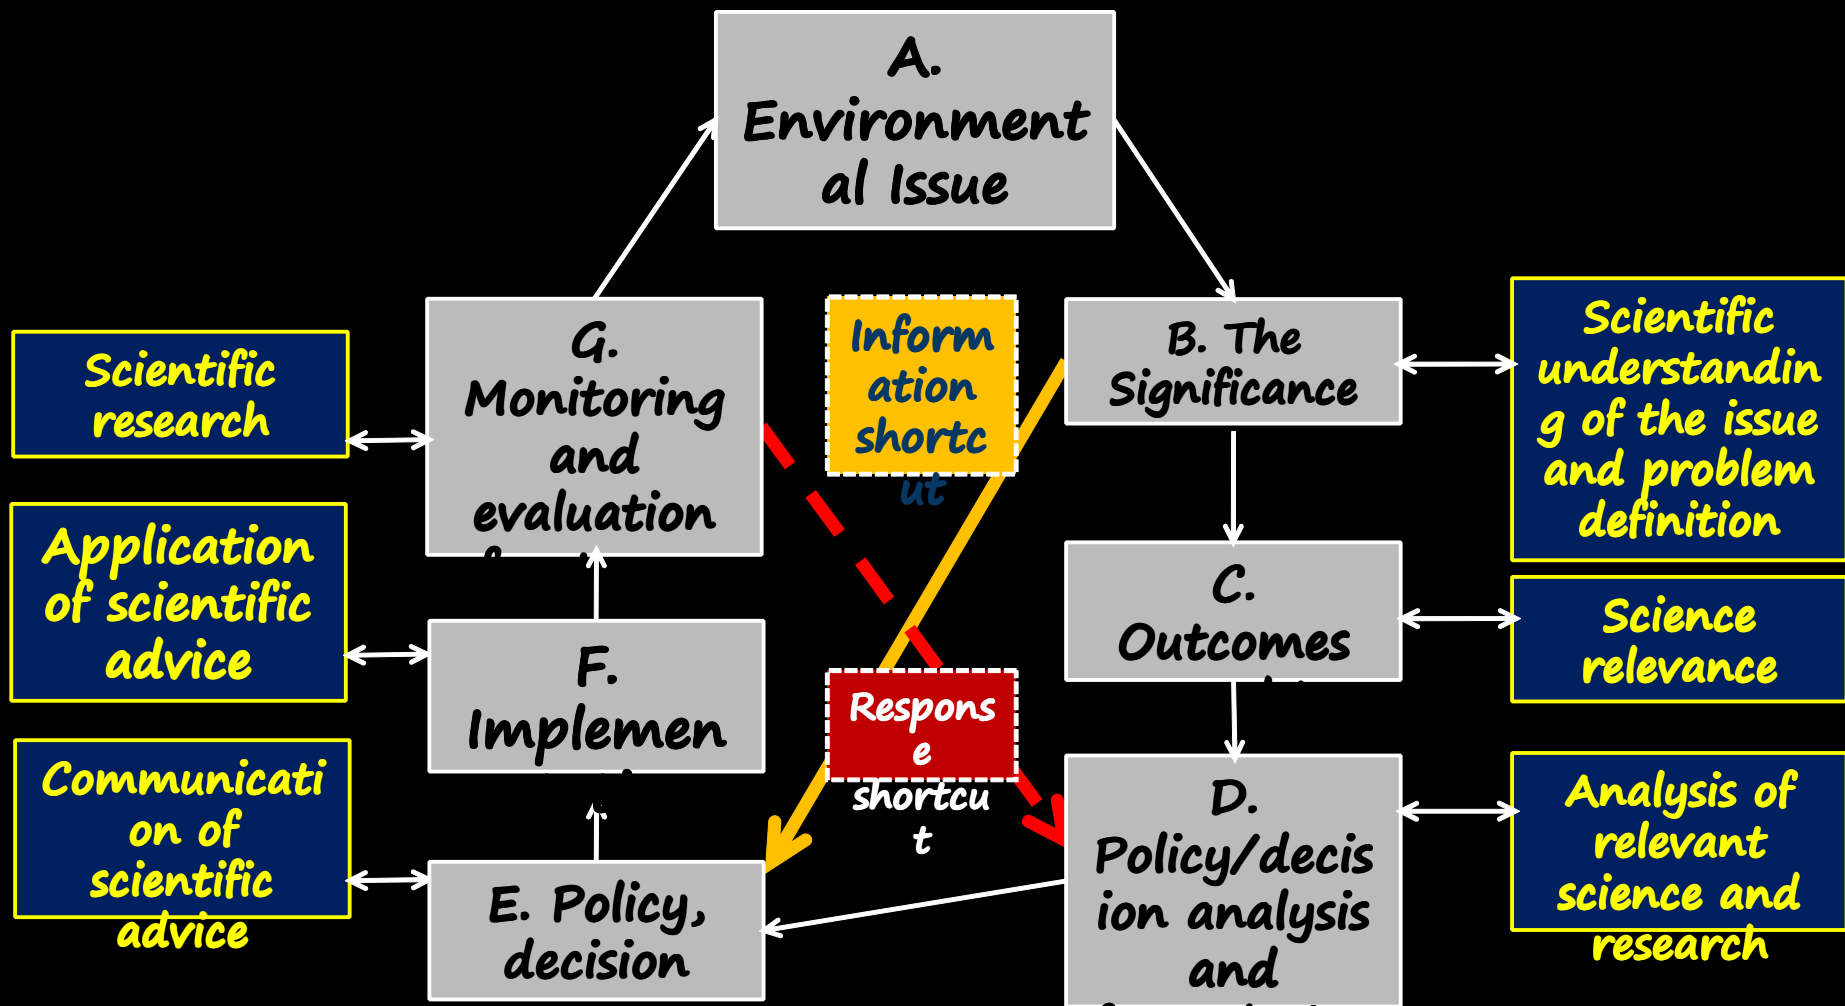 A.
Environment
al Issue
Scientific
research
G.
Monitoring
and
evaluation
Inform
ation
shortc
ut
B. The
Significance
Scientific
understandin
g of the issue
and problem
definition
Application
of scientific
advice
F.
Implemen
C.
Outcomes
Science
relevance
Respons
e
shortcu
t
Communicati
on of
scientific
advice
E. Policy,
decision
D.
Policy/decis
ion analysis
and
Analysis of
relevant
science and
research